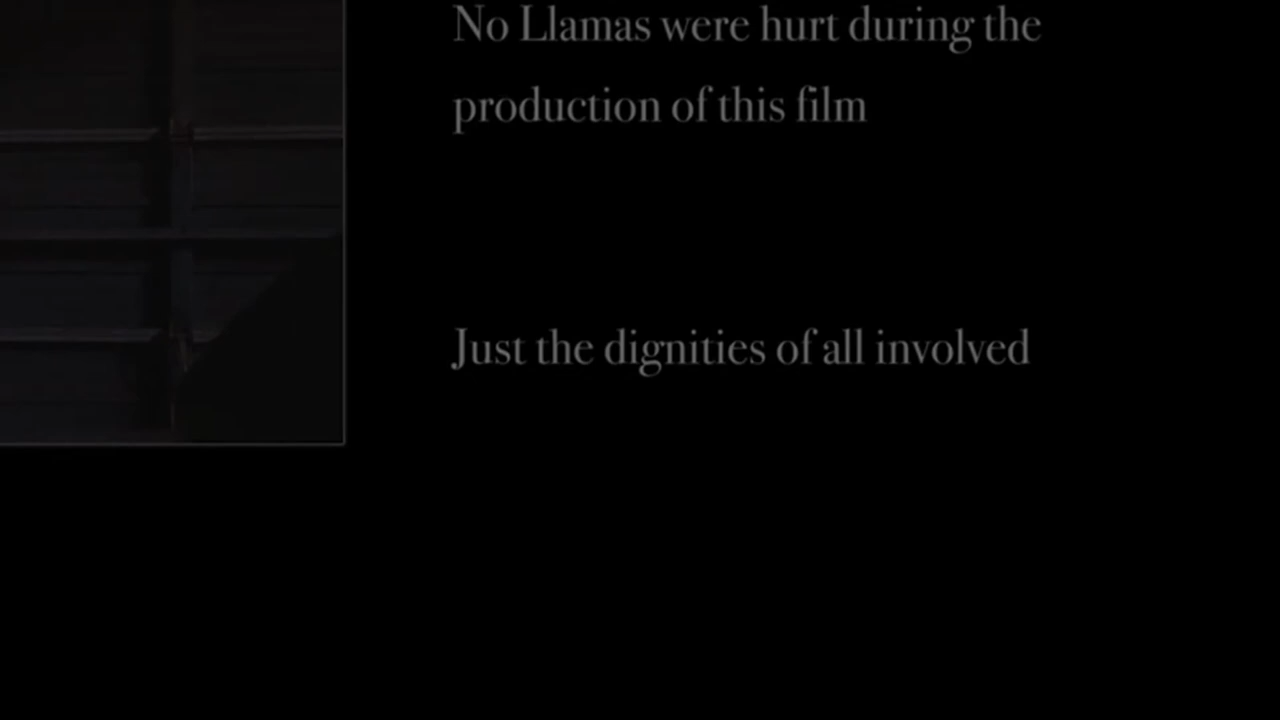 No Llamas were hurt during the
production of this film
Just the dignities of all involved